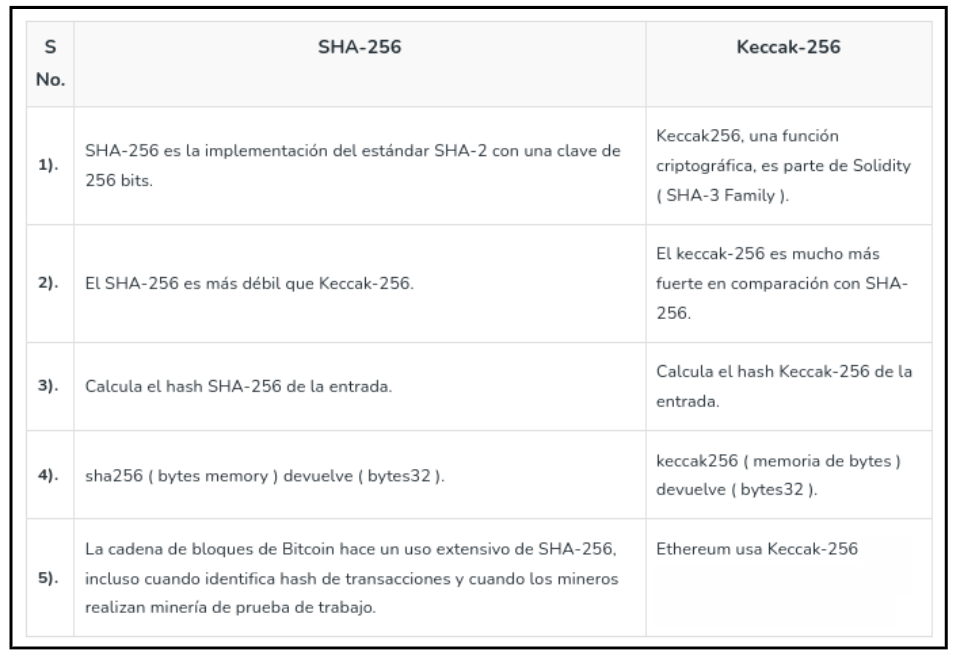 S
No.
SHA-256
Keccak-256
1).
SHA-256 es la implementación del estándar SHA-2 con una clave de
256 bits.
Keccak256, una función
criptográfica, es parte de Solidity
( SHA-3 Family ).
2).
El SHA-256 es más débil que Keccak-256.
El keccak-256 es mucho más
fuerte en comparación con SHA-
256.
3).
Calcula el hash SHA-256 de la entrada.
Calcula el hash Keccak-256 de la
entrada.
4).
sha256 ( bytes memory ) devuelve ( bytes32 ).
keccak256 ( memoria de bytes )
devuelve ( bytes32 ).
5).
La cadena de bloques de Bitcoin hace un uso extensivo de SHA-256,
incluso cuando identifica hash de transacciones y cuando los mineros
realizan minería de prueba de trabajo.
Ethereum usa Keccak-256